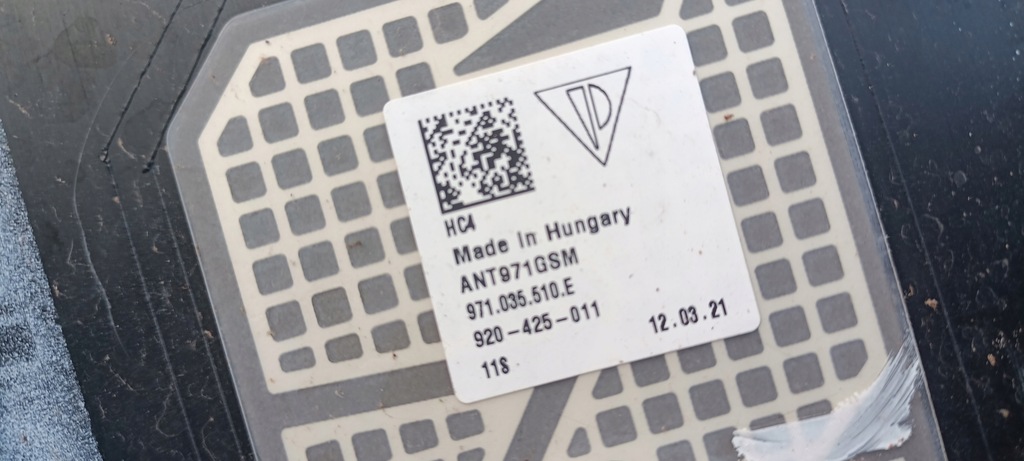 HC4
Made in Hungary
ANT971GSM
971.035.510.E
920-425-011
12.03.21
118